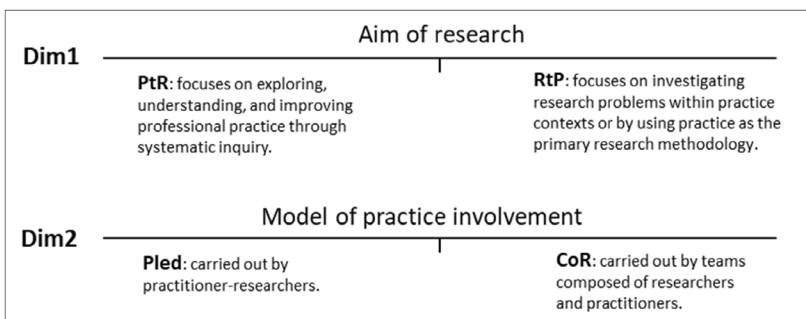 Aim of research
Dim1
PtR: focuses on exploring,
understanding, and improving
professional practice through
systematic inquiry.
RtP: focuses on investigating
research problems within practice
contexts or by using practice as the
primary research methodology.
Model of practice involvement
Dim2
Pled: carried out by
practitioner-researchers.
CoR: carried out by teams
composed of researchers
and practitioners.